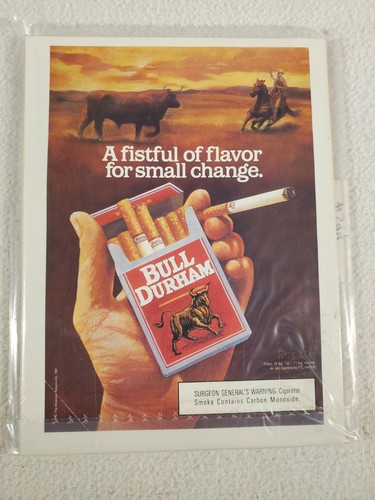 A fistful of flavor
for small change.
BULL
DURHAM
SURGEON GENERAL'S WARNING: Cigarette
Smoke Contains Carbon Monoxide.